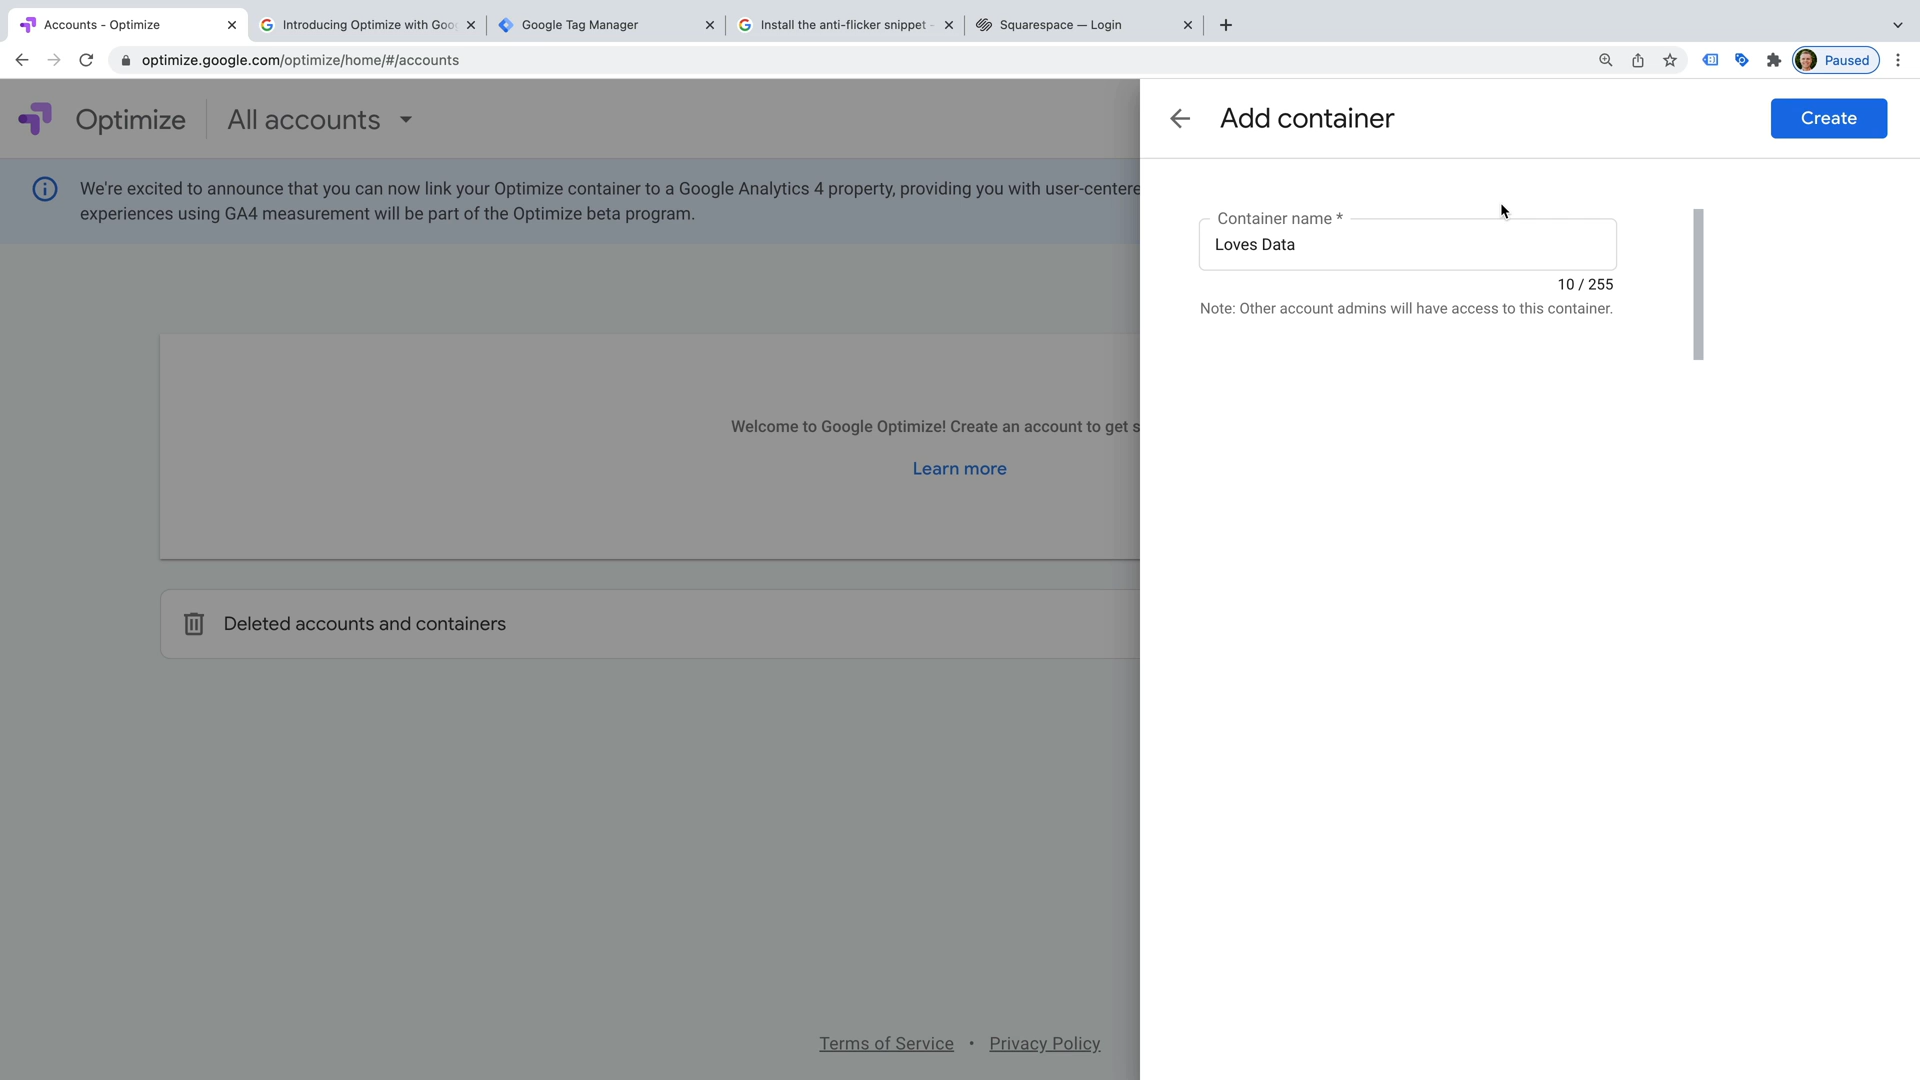 Accounts - Optimize
Introducing Optimize with Goog
Google Tag Manager
Install the anti-flicker snippet -
Squarespace — Login
optimize.google.com/optimize/home/#/accounts
Paused
Optimize
All accounts
We're excited to announce that you can now link your Optimize container to a Google Analytics 4 property, providing you with user-centere
experiences using GA4 measurement will be part of the Optimize beta program.
Welcome to Google Optimize! Create an account to get s
Learn more
Deleted accounts and containers
Terms of Service • Privacy Policy
Add container
Create
Container name *
Loves Data
10 / 255
Note: Other account admins will have access to this container.